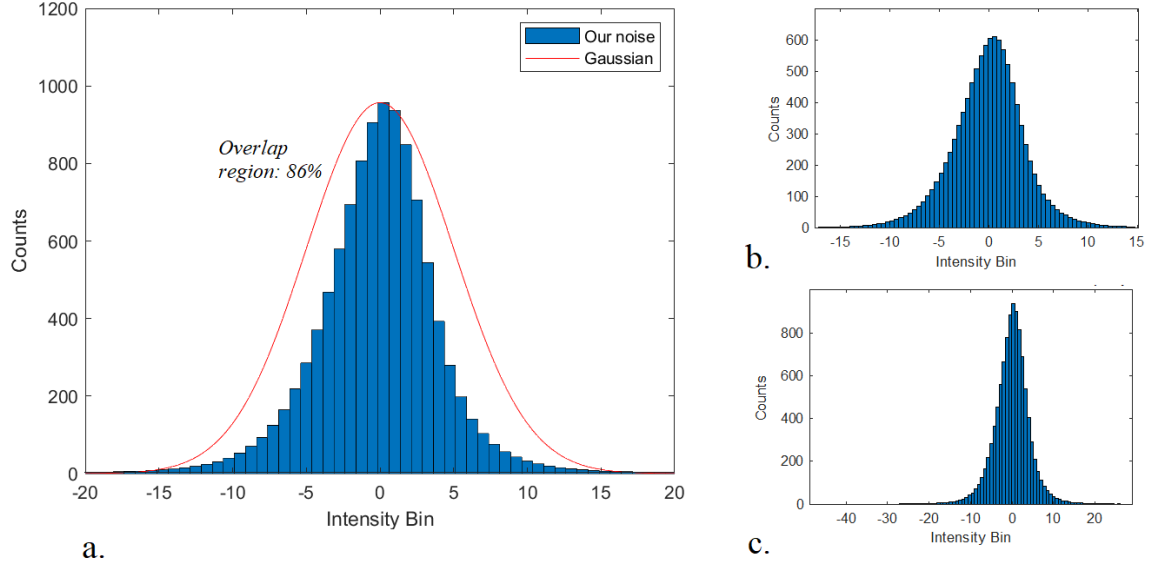 1200
1000
800
600
400
200
0
Counts
-20 -15 -10 -5 0 5 10 15 20
Intensity Bin
Our noise
Gaussian
Overlap
region: 86%
a.
600
500
400
300
200
100
0
Counts
-15 -10 -5 0 5 10 15
Intensity Bin
b.
800
600
400
200
0
Counts
-40 -30 -20 -10 0 10 20
Intensity Bin
c.